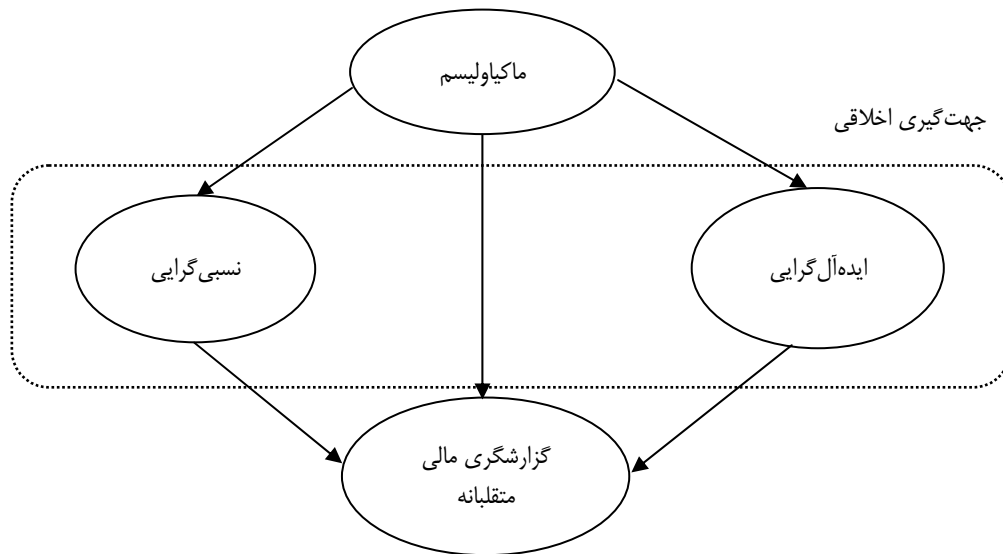 ماکیاولیسم
جهت‌گیری اخلاقی
ایده‌آل‌گرایی
نسبی‌گرایی
گزارشگری مالی
متقلبانه